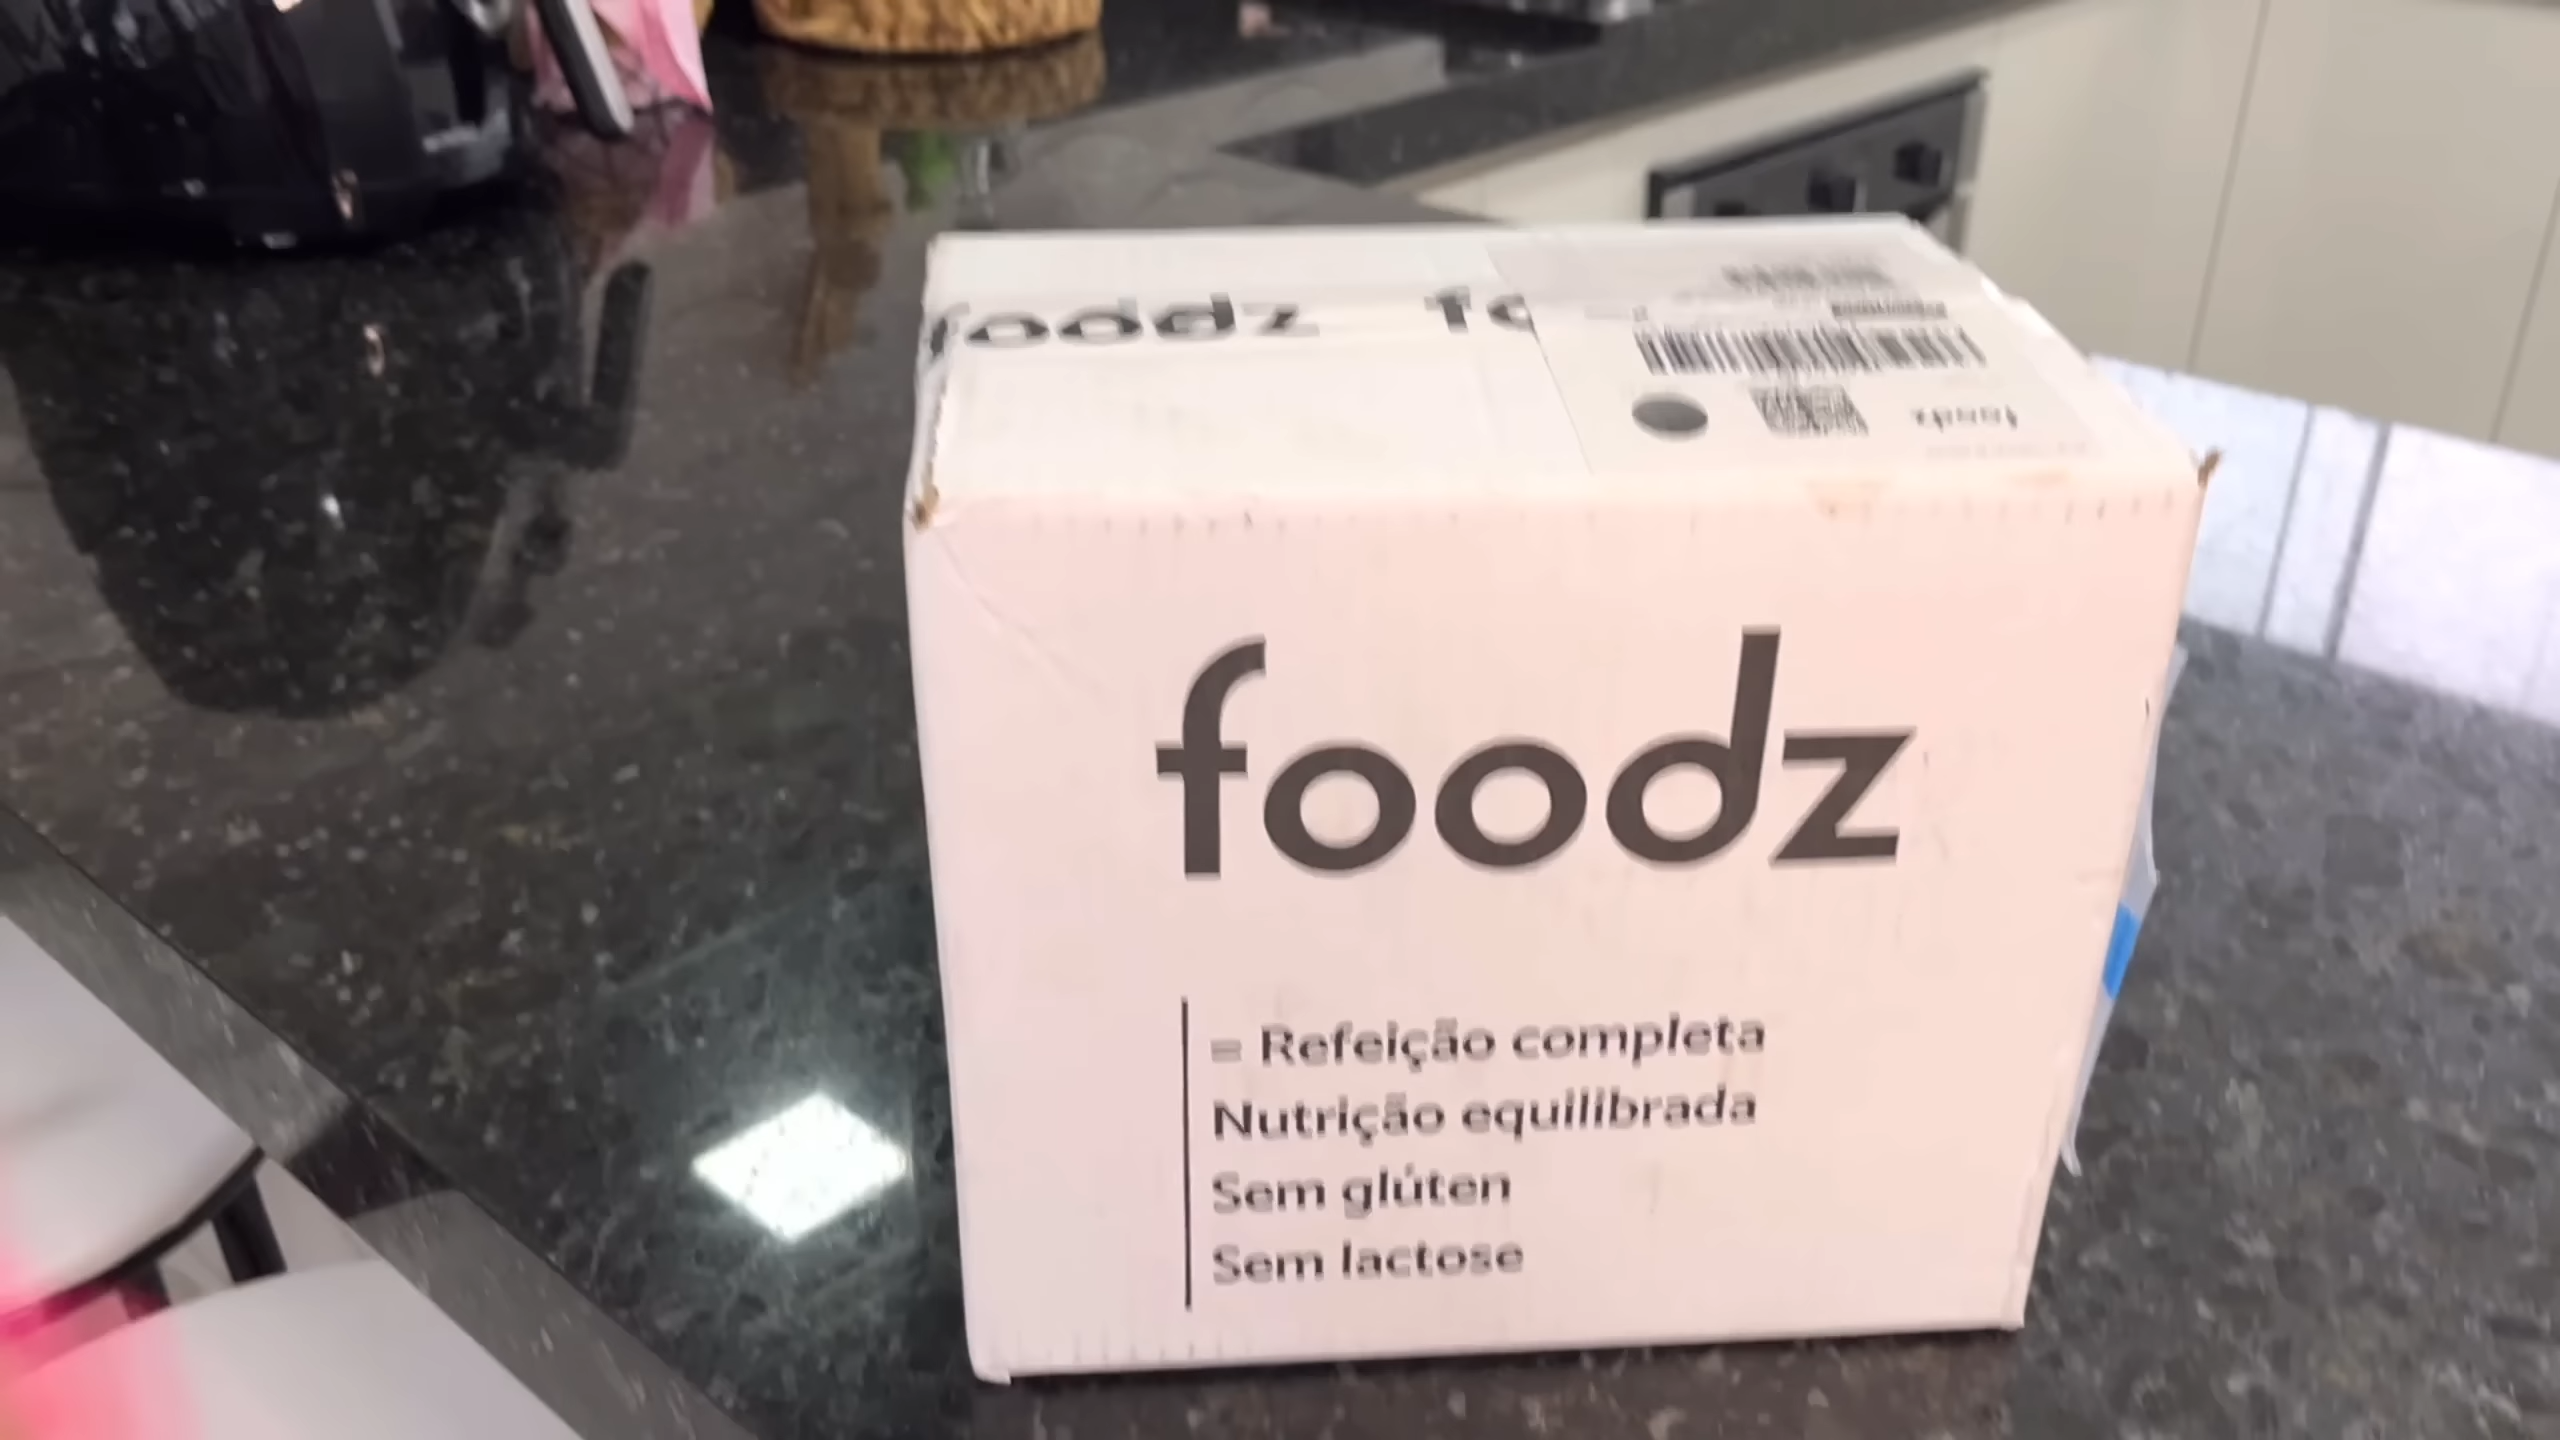 foodz fo
foodz
foodz
= Refeição completa
Nutrição equilibrada
Sem glúten
Sem lactose